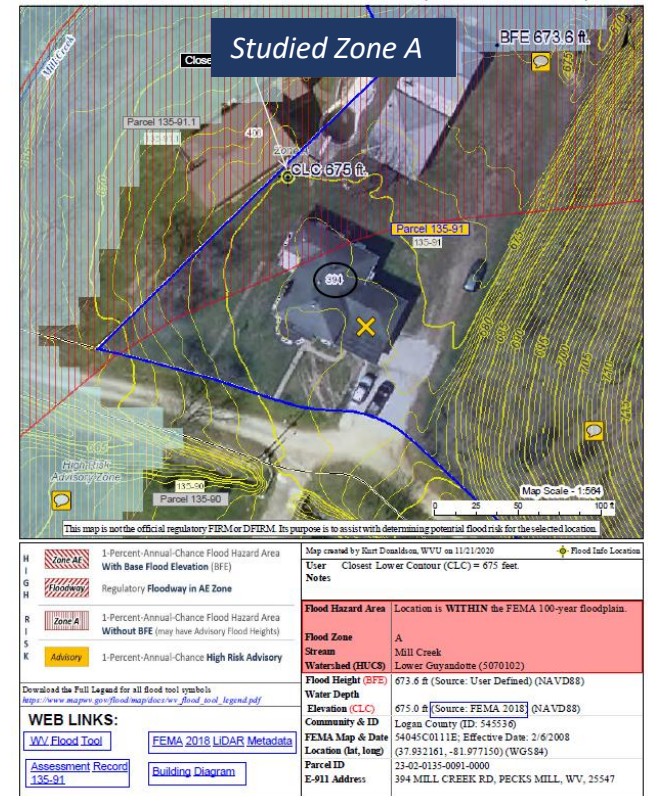 Studied Zone A
BFE 673.6 ft.
Mill Creek
Close
Parcel 135-91.1
400
CLC 675 ft.
Parcel 135-91
135-91
394
High Risk
Advisory Zone
135-90
Parcel 135-90
Map Scale - 1:564
0 25 50 100 ft
This map is not the official regulatory FIRM or DFIRM. Its purpose is to assist with determining potential flood risk for the selected location.
HIGH RISK
Zone AE
1-Percent-Annual-Chance Flood Hazard Area
With Base Flood Elevation (BFE)
Floodway
Regulatory Floodway in AE Zone
Zone A
1-Percent-Annual-Chance Flood Hazard Area
Without BFE (may have Advisory Flood Heights)
Advisory
1-Percent-Annual-Chance High Risk Advisory
Download the Full Legend for all flood tool symbols
https://www.mapwv.gov/flood/map/docs/wv_flood_tool_legend.pdf
WEB LINKS:
WV Flood Tool
FEMA 2018 LiDAR Metadata
Assessment Record
135-91
Building Diagram
Map created by Kurt Donaldson, WVU on 11/21/2020
Flood Info Location
User Notes
Closest Lower Contour (CLC) = 675 feet.
Flood Hazard Area Location is WITHIN the FEMA 100-year floodplain.
Flood Zone A
Stream Mill Creek
Watershed (HUC8) Lower Guyandotte (5070102)
Flood Height (BFE) 673.6 ft (Source: User Defined) (NAVD88)
Water Depth
Elevation (CLC) 675.0 ft (Source: FEMA 2018) (NAVD88)
Community & ID Logan County (ID: 545536)
FEMA Map & Date 54045C0111E; Effective Date: 2/6/2008
Location (lat, long) (37.932161, -81.977150) (WGS84)
Parcel ID 23-02-0135-0091-0000
E-911 Address 394 MILL CREEK RD, PECKS MILL, WV, 25547